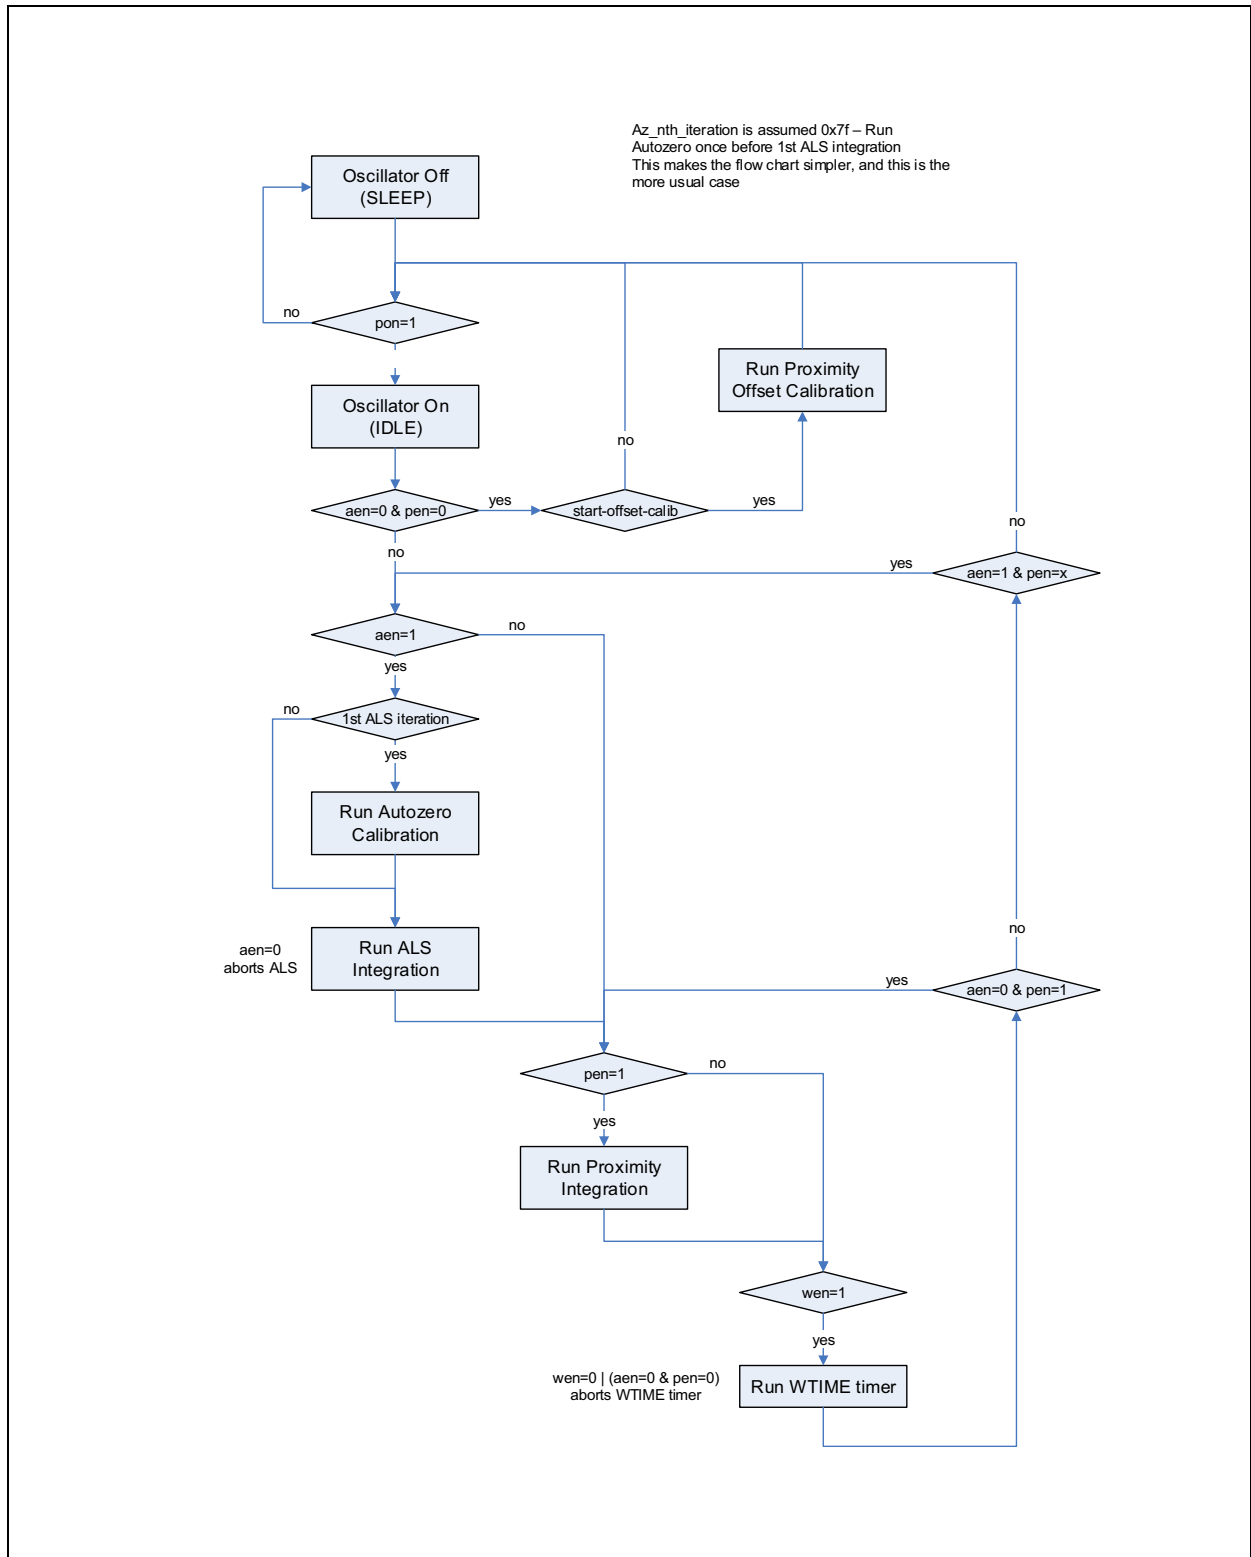 Az_nth_iteration is assumed 0x7f – Run
Autozero once before 1st ALS integration
This makes the flow chart simpler, and this is the
more usual case
Oscillator Off
(SLEEP)
no
pon=1
Run Proximity
Offset Calibration
Oscillator On
(IDLE)
no
aen=0 & pen=0
yes
start-offset-calib
yes
no
no
yes
aen=1 & pen=x
aen=1
no
yes
no
1st ALS iteration
yes
Run Autozero
Calibration
no
aen=0
aborts ALS
Run ALS
Integration
yes
aen=0 & pen=1
pen=1
no
yes
Run Proximity
Integration
wen=1
yes
wen=0 | (aen=0 & pen=0)
aborts WTIME timer
Run WTIME timer